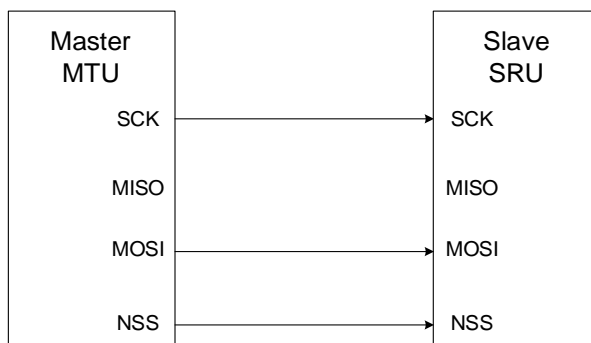 Master
MTU
Slave
SRU
SCK
SCK
MISO
MISO
MOSI
MOSI
NSS
NSS